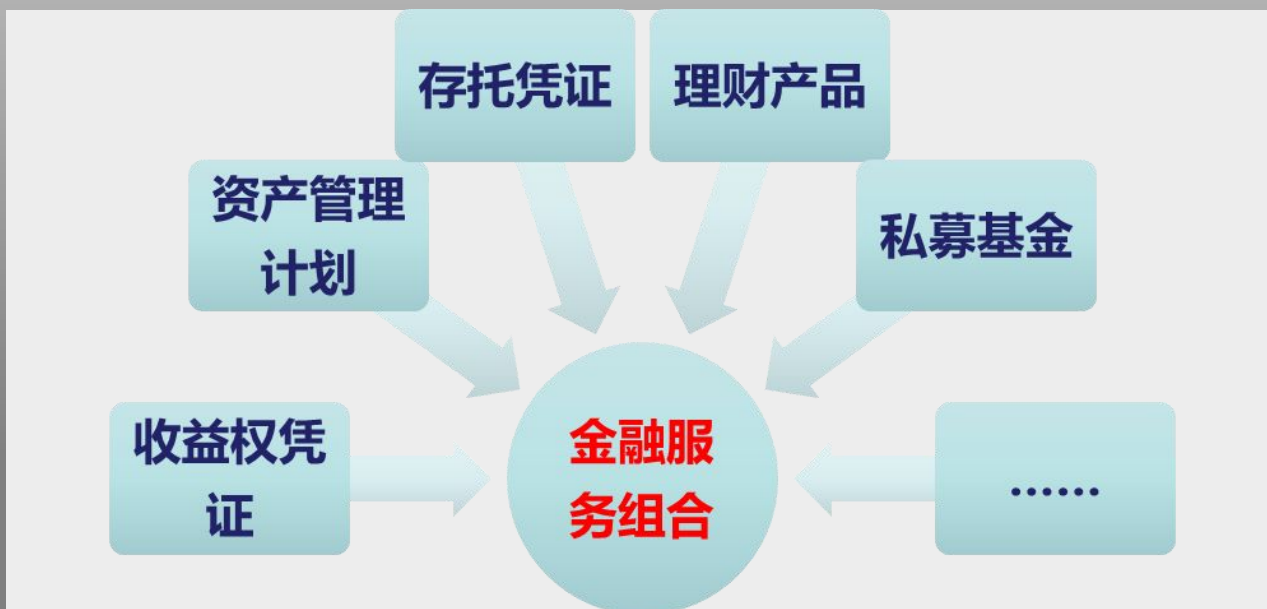 存托凭证
理财产品
资产管理
计划
私募基金
收益权凭
证
金融服
务组合
……